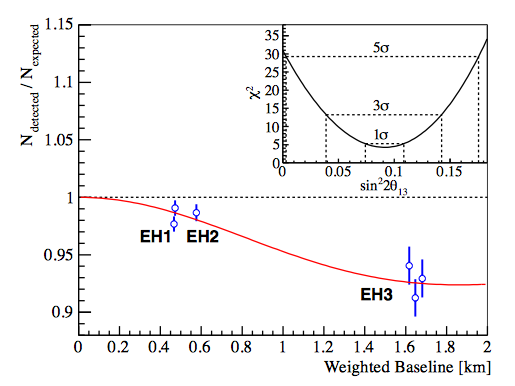 N_detected / N_expected
1.15
1.1
1.05
1
0.95
0.9
0 0.2 0.4 0.6 0.8 1 1.2 1.4 1.6 1.8 2
Weighted Baseline [km]
EH1 EH2
EH3
χ²
35
30
25
20
15
10
5
0
5σ
3σ
1σ
0 0.05 0.1 0.15
sin²2θ₁₃